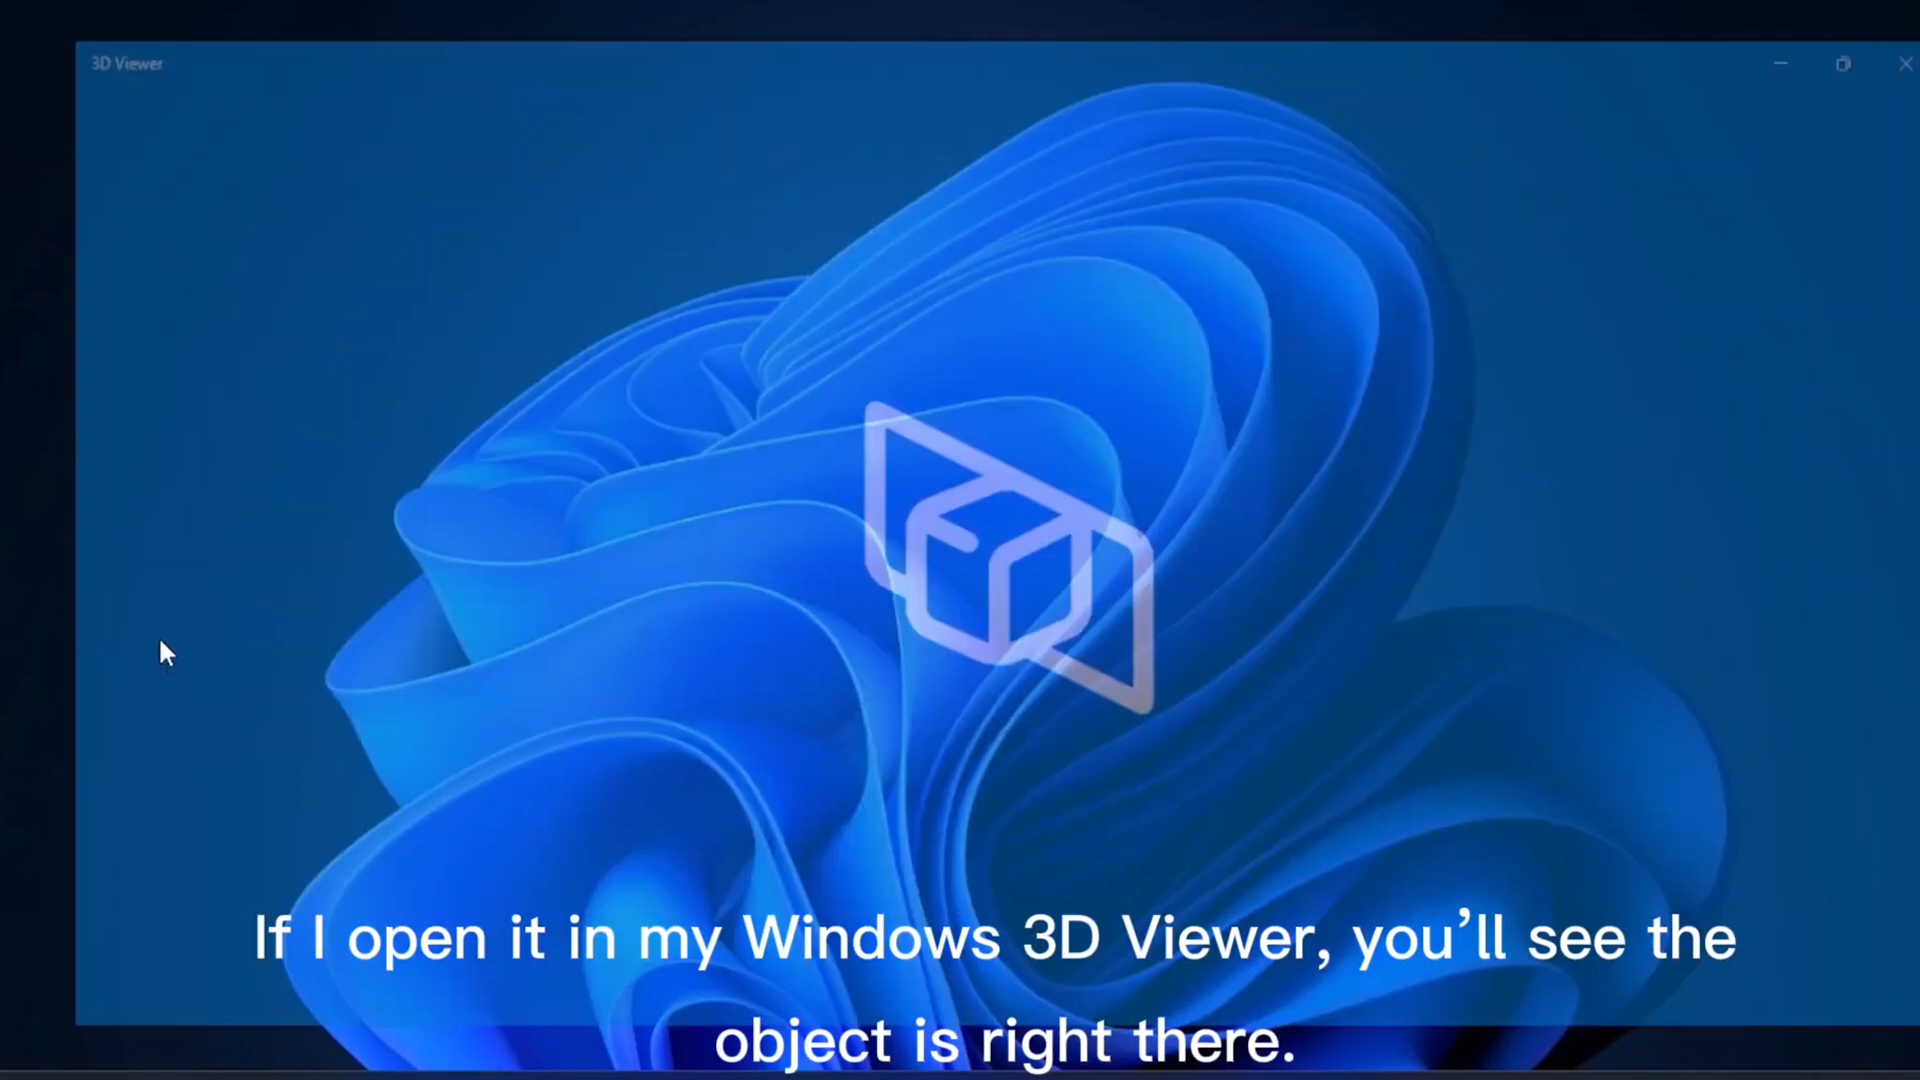 3D Viewer
If I open it in my Windows 3D Viewer, you’ll see the
object is right there.